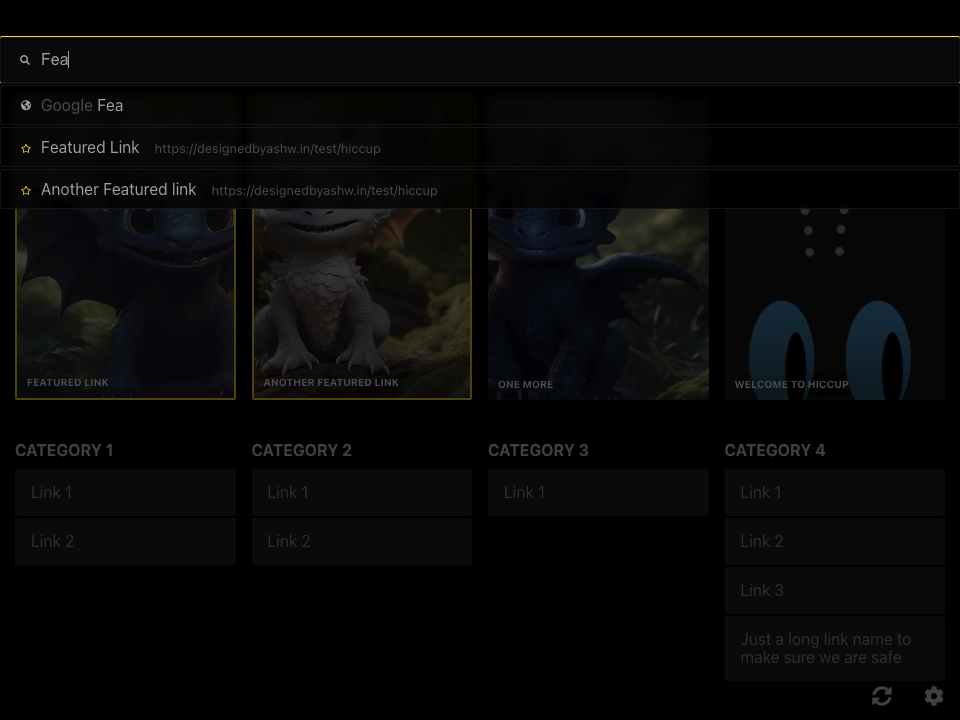 Fea
Google Fea
Featured Link https://designedbyashw.in/test/hiccup
Another Featured link https://designedbyashw.in/test/hiccup
FEATURED LINK
ANOTHER FEATURED LINK
ONE MORE
WELCOME TO HICCUP
CATEGORY 1
Link 1
Link 2
CATEGORY 2
Link 1
Link 2
CATEGORY 3
Link 1
CATEGORY 4
Link 1
Link 2
Link 3
Just a long link name to
make sure we are safe